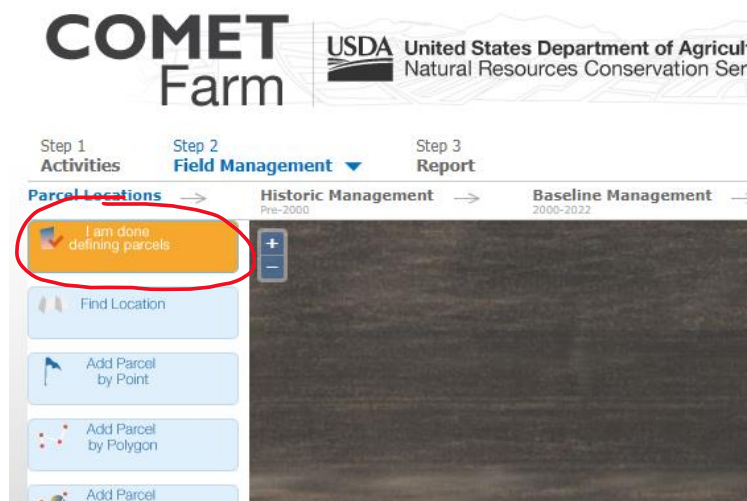 COMET
Farm
USDA United States Department of
Natural Resources Conservation
Step 1
Activities
Step 2
Field Management
Step 3
Report
Parcel Locations
Historic Management
Pre-2000
Baseline Management
2000-2022
I am done
defining parcels
+
−
Find Location
Add Parcel
by Point
Add Parcel
by Polygon
Add Parcel